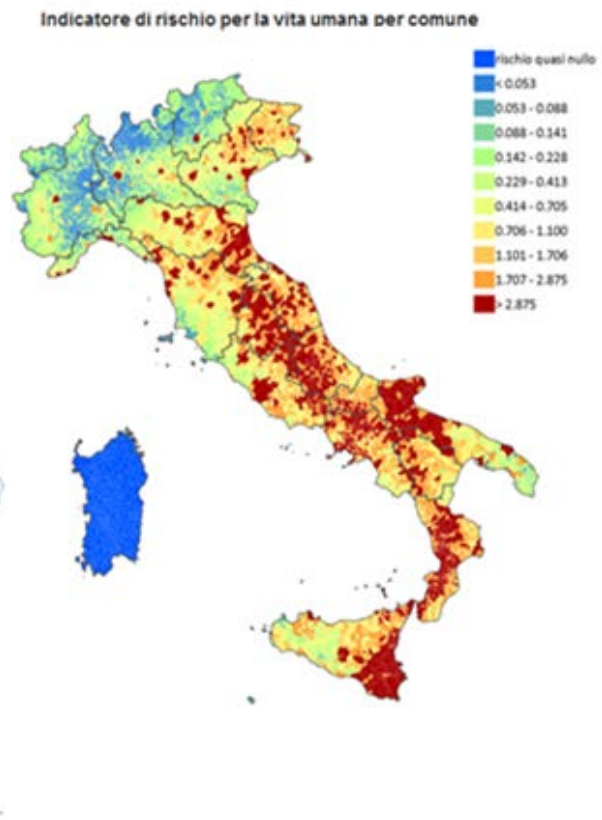 Indicatore di rischio per la vita umana per comune
rischio quasi nullo
< 0.053
0.053 - 0.088
0.088 - 0.141
0.142 - 0.228
0.229 - 0.413
0.414 - 0.705
0.706 - 1.100
1.101 - 1.706
1.707 - 2.875
> 2.875